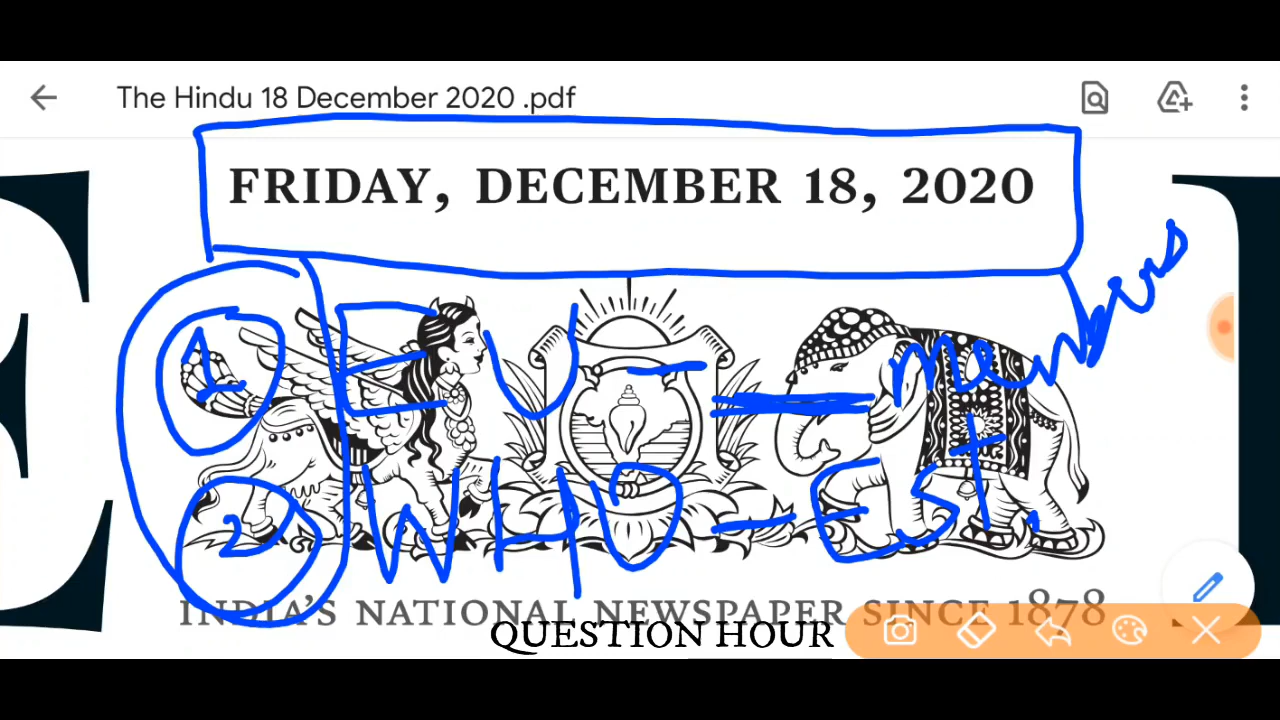 The Hindu 18 December 2020 .pdf
FRIDAY, DECEMBER 18, 2020
1 EU - members
2 WHO - Est.
INDIA'S NATIONAL NEWSPAPER SINCE 1878
QUESTION HOUR